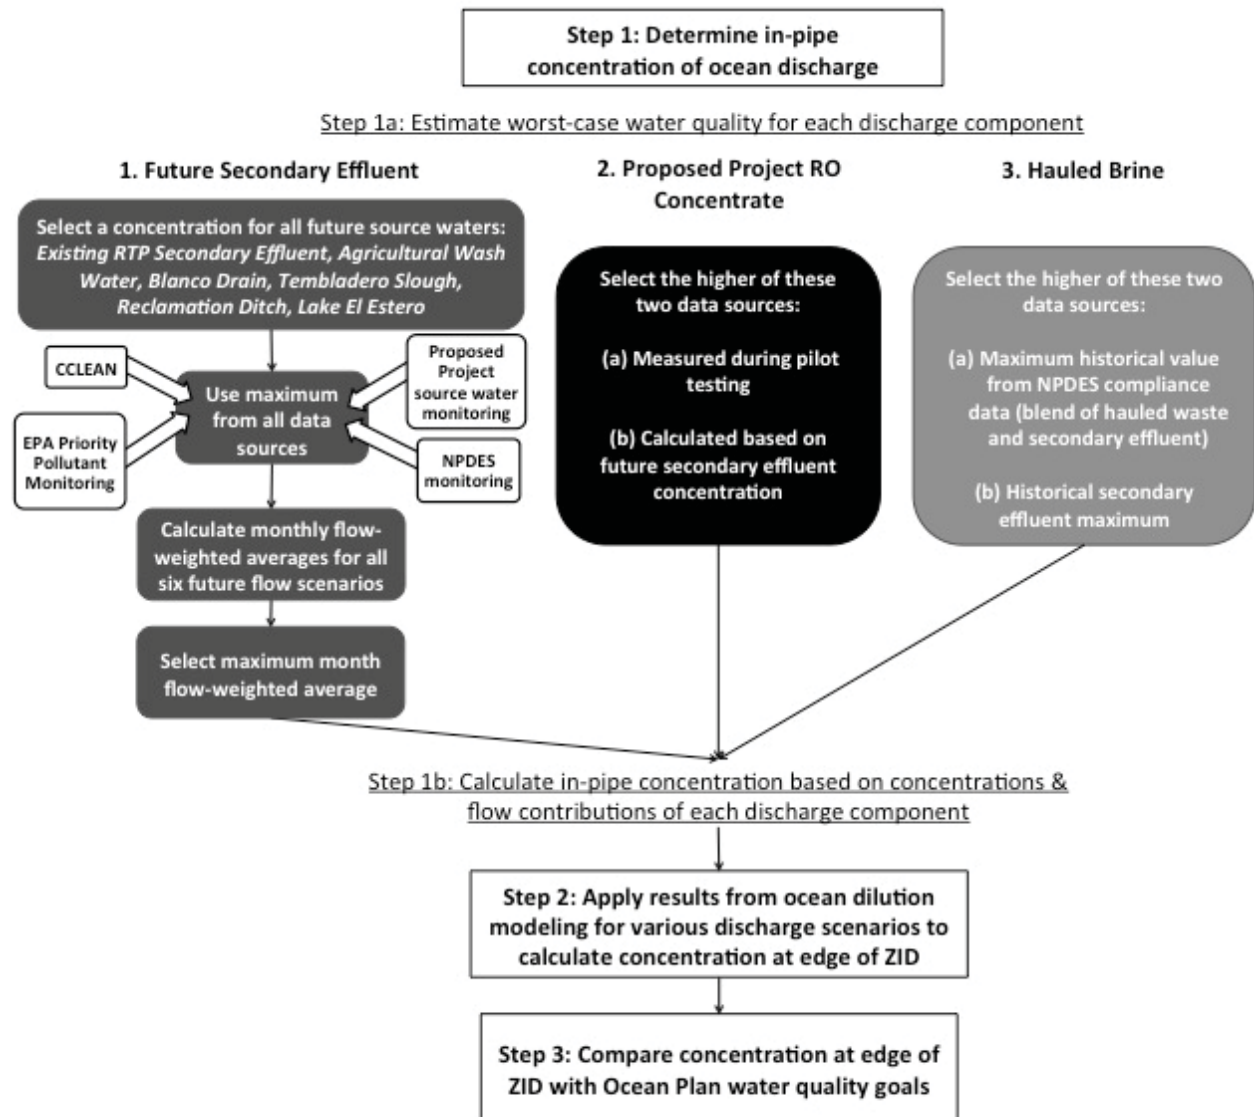 Step 1: Determine in-pipe
concentration of ocean discharge
Step 1a: Estimate worst-case water quality for each discharge component
1. Future Secondary Effluent
Select a concentration for all future source waters:
Existing RTP Secondary Effluent, Agricultural Wash
Water, Blanco Drain, Tembladero Slough,
Reclamation Ditch, Lake El Estero
CCLEAN
EPA Priority
Pollutant
Monitoring
Use maximum
from all data
sources
Proposed
Project
source water
monitoring
NPDES
monitoring
Calculate monthly flow-
weighted averages for all
six future flow scenarios
Select maximum month
flow-weighted average
2. Proposed Project RO
Concentrate
Select the higher of these
two data sources:
(a) Measured during pilot
testing
(b) Calculated based on
future secondary effluent
concentration
3. Hauled Brine
Select the higher of these two
data sources:
(a) Maximum historical value
from NPDES compliance
data (blend of hauled waste
and secondary effluent)
(b) Historical secondary
effluent maximum
Step 1b: Calculate in-pipe concentration based on concentrations &
flow contributions of each discharge component
Step 2: Apply results from ocean dilution
modeling for various discharge scenarios to
calculate concentration at edge of ZID
Step 3: Compare concentration at edge of
ZID with Ocean Plan water quality goals